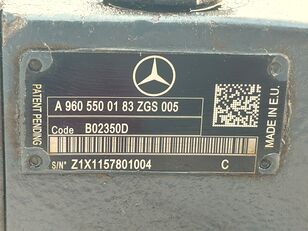 A 960 550 01 83 ZGS 005
PATENT PENDING
MADE IN E.U.
Code B02350D
S/N° Z1X1157801004 C